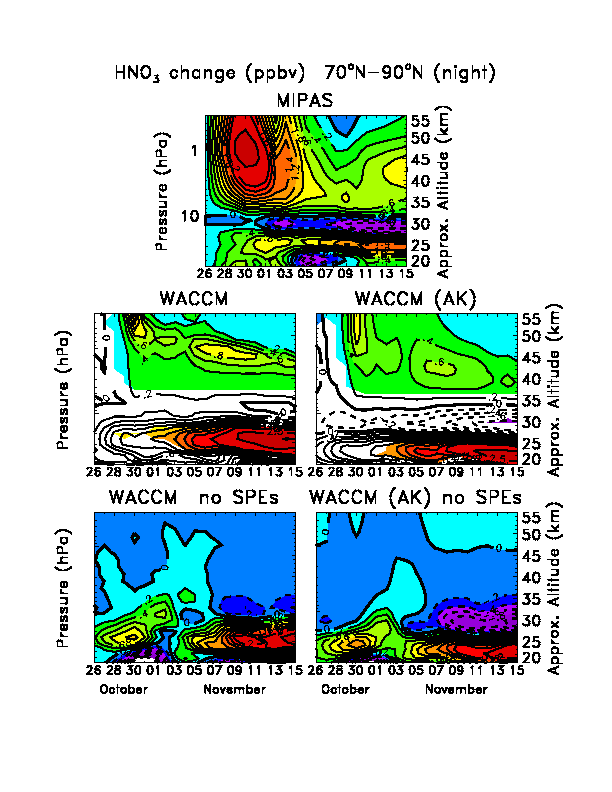 HNO3 change (ppbv) 70°N-90°N (night)
MIPAS
Pressure (hPa)
1
10
55
50
45
40
35
30
25
20
Approx. Altitude (km)
26 28 30 01 03 05 07 09 11 13 15
WACCM
WACCM (AK)
Pressure (hPa)
55
50
45
40
35
30
25
20
Approx. Altitude (km)
26 28 30 01 03 05 07 09 11 13 15
26 28 30 01 03 05 07 09 11 13 15
WACCM no SPEs
WACCM (AK) no SPEs
Pressure (hPa)
55
50
45
40
35
30
25
20
Approx. Altitude (km)
26 28 30 01 03 05 07 09 11 13 15
26 28 30 01 03 05 07 09 11 13 15
October November
October November